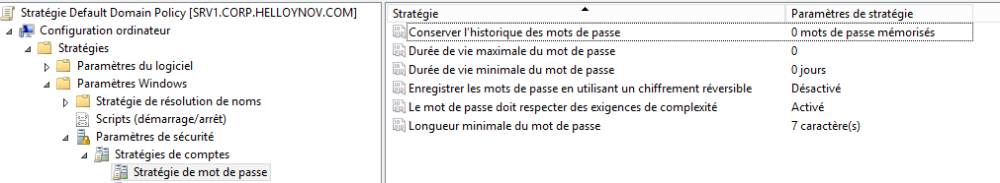 Stratégie Default Domain Policy [SRV1.CORP.HELLOYNOV.COM]
Configuration ordinateur
Stratégies
Paramètres du logiciel
Paramètres Windows
Stratégie de résolution de noms
Scripts (démarrage/arrêt)
Paramètres de sécurité
Stratégies de comptes
Stratégie de mot de passe
Stratégie Paramètres de stratégie
Conserver l'historique des mots de passe 0 mots de passe mémorisés
Durée de vie maximale du mot de passe 0
Durée de vie minimale du mot de passe 0 jours
Enregistrer les mots de passe en utilisant un chiffrement réversible Désactivé
Le mot de passe doit respecter des exigences de complexité Activé
Longueur minimale du mot de passe 7 caractère(s)